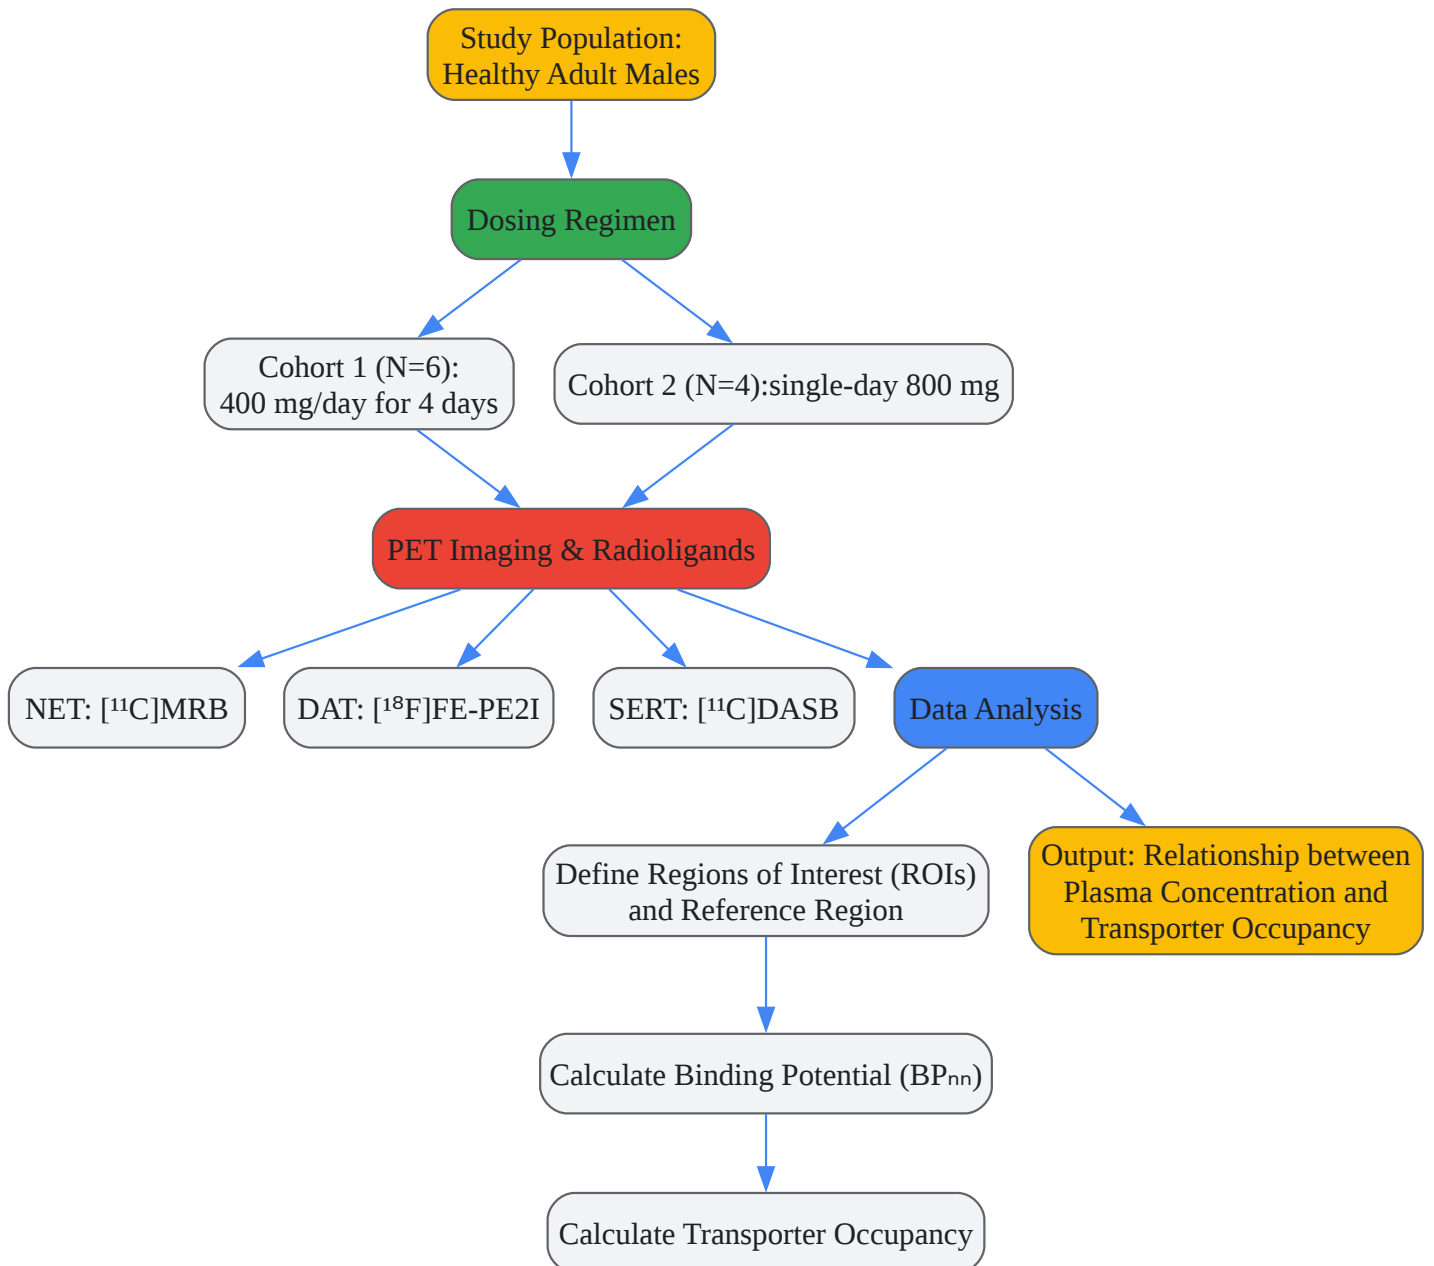 Study Population:
Healthy Adult Males
Dosing Regimen
Cohort 1 (N=6):
400 mg/day for 4 days
Cohort 2 (N=4):single-day 800 mg
PET Imaging & Radioligands
NET: [¹¹C]MRB
DAT: [¹⁸F]FE-PE2I
SERT: [¹¹C]DASB
Data Analysis
Define Regions of Interest (ROIs)
and Reference Region
Output: Relationship between
Plasma Concentration and
Transporter Occupancy
Calculate Binding Potential (BPₙₙ)
Calculate Transporter Occupancy